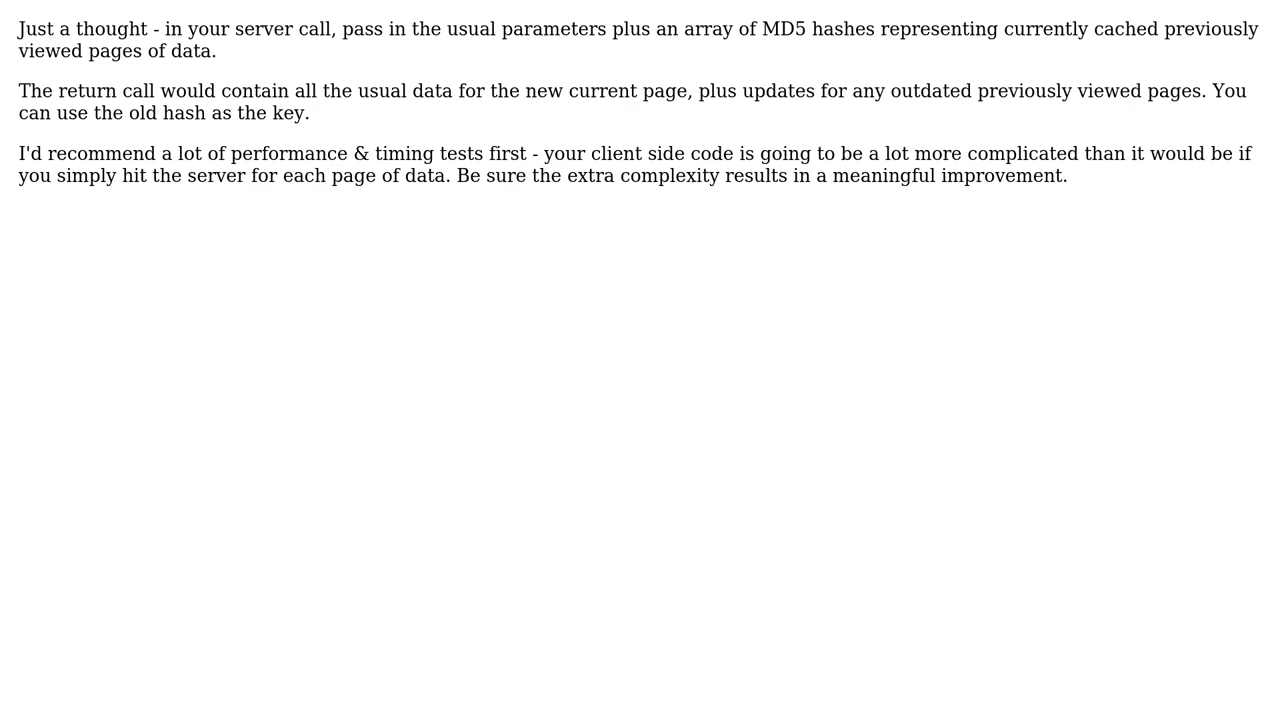 Just a thought - in your server call, pass in the usual parameters plus an array of MD5 hashes representing currently cached previously
viewed pages of data.
The return call would contain all the usual data for the new current page, plus updates for any outdated previously viewed pages. You
can use the old hash as the key.
I'd recommend a lot of performance & timing tests first - your client side code is going to be a lot more complicated than it would be if
you simply hit the server for each page of data. Be sure the extra complexity results in a meaningful improvement.